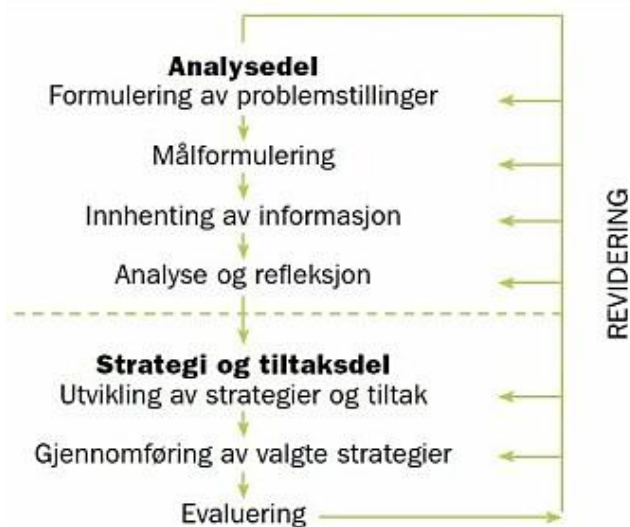 Analysedel
Formulering av problemstillinger
Målformulering
Innhenting av informasjon
Analyse og refleksjon
Strategi og tiltaksdel
Utvikling av strategier og tiltak
Gjennomføring av valgte strategier
Evaluering
REVIDERING